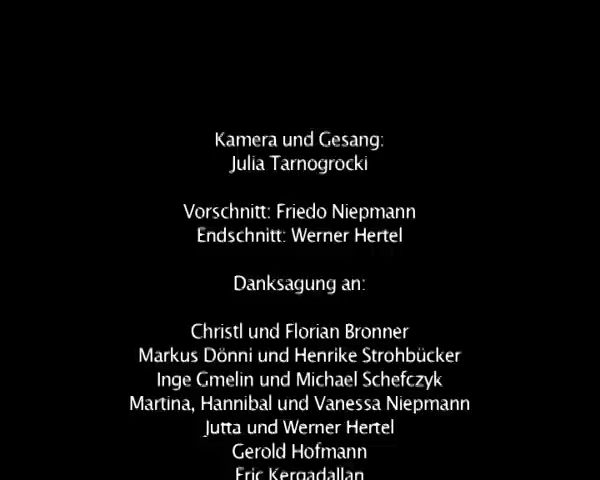 Kamera und Gesang:
Julia Tarnogrocki
Vorschnitt: Friedo Niepmann
Endschnitt: Werner Hertel
Danksagung an:
Christl und Florian Bronner
Markus Dönni und Henrike Strohbücker
Inge Gmelin und Michael Schefczyk
Martina, Hannibal und Vanessa Niepmann
Jutta und Werner Hertel
Gerold Hofmann
Eric Kergadallan